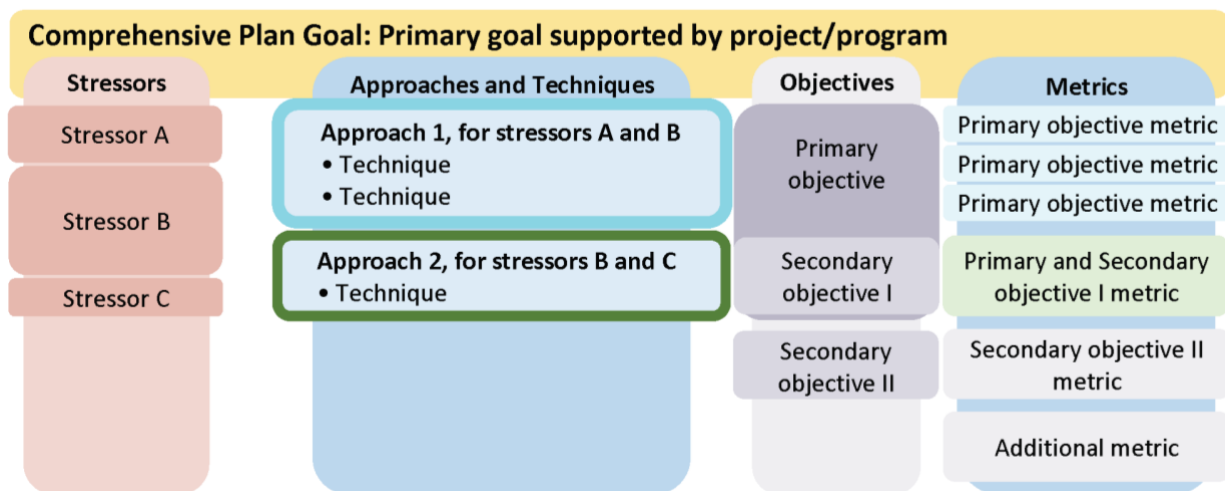 Comprehensive Plan Goal: Primary goal supported by project/program
Stressors
Stressor A
Stressor B
Stressor C
Approaches and Techniques
Approach 1, for stressors A and B
• Technique
• Technique
Approach 2, for stressors B and C
• Technique
Objectives
Primary
objective
Secondary
objective I
Secondary
objective II
Metrics
Primary objective metric
Primary objective metric
Primary objective metric
Primary and Secondary
objective I metric
Secondary objective II
metric
Additional metric